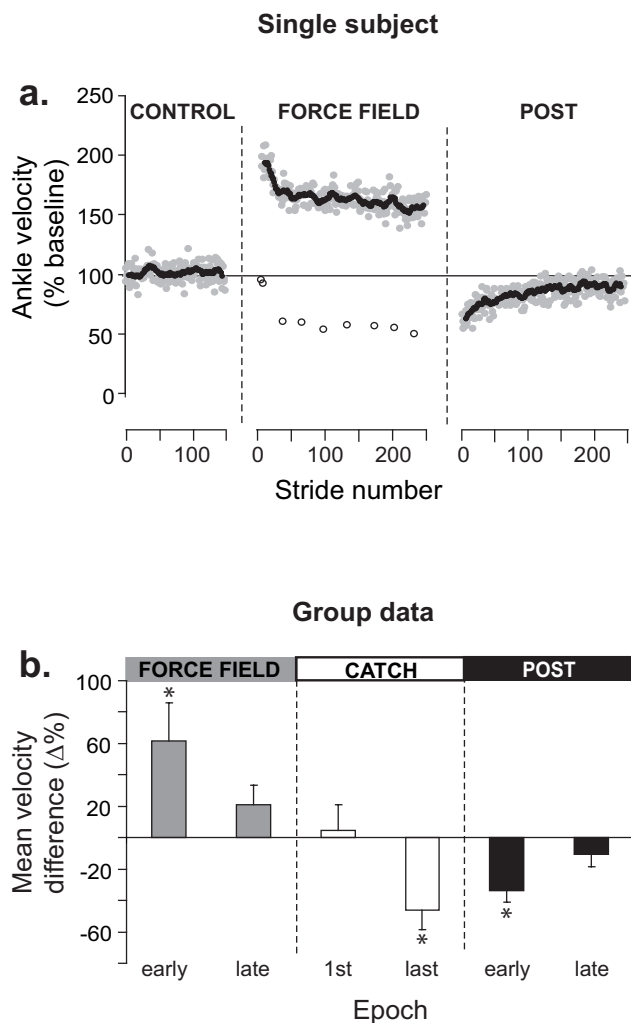 Single subject
a.
CONTROL FORCE FIELD POST
Ankle velocity
(% baseline)
250
200
150
100
50
0
0 100 0 100 200 0 100 200
Stride number
Group data
b.
FORCE FIELD CATCH POST
Mean velocity
difference (Δ%)
100
60
20
-20
-60
*
*
*
early late 1st last early late
Epoch